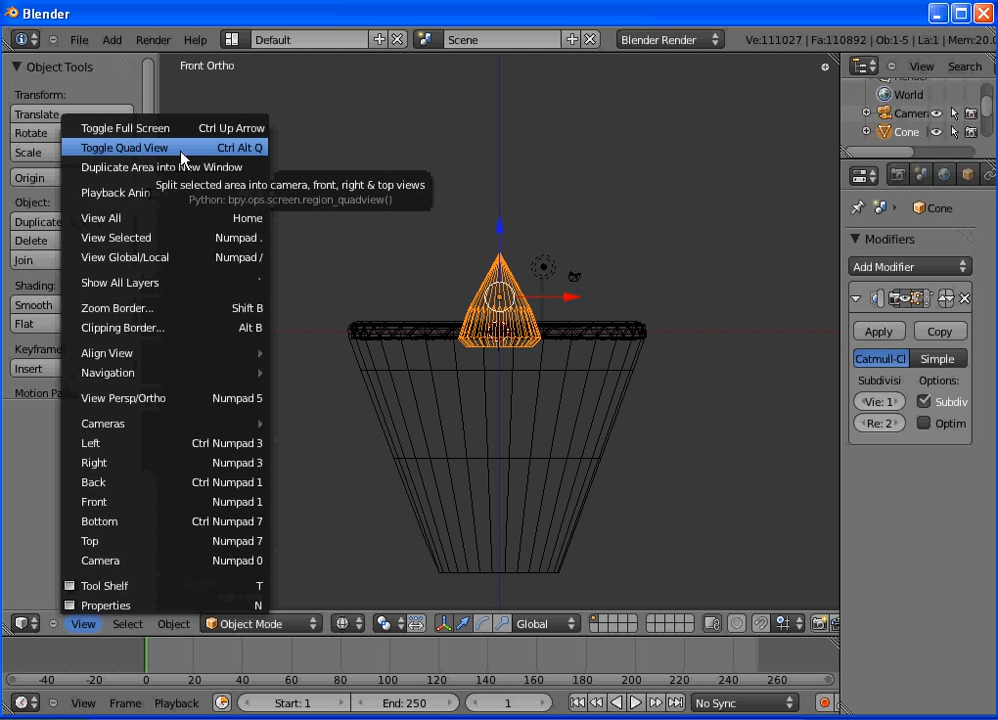 Blender
File Add Render Help Default Scene Blender Render Ve:111027 | Fa:110892 | Ob:1-5 | La:1 | Mem:20.0
Object Tools
Front Ortho
View Search
World
Camer
Cone
Transform:
Translate
Rotate
Scale
Origin
Object:
Duplicate
Delete
Join
Shading:
Smooth
Flat
Keyframe
Insert
Motion Pa
Toggle Full Screen Ctrl Up Arrow
Toggle Quad View Ctrl Alt Q
Duplicate Area into New Window
Playback Anim
Split selected area into camera, front, right & top views
Python: bpy.ops.screen.region_quadview()
View All Home
View Selected Numpad .
View Global/Local Numpad /
Show All Layers `
Zoom Border... Shift B
Clipping Border... Alt B
Align View
Navigation
View Persp/Ortho Numpad 5
Cameras
Left Ctrl Numpad 3
Right Numpad 3
Back Ctrl Numpad 1
Front Numpad 1
Bottom Ctrl Numpad 7
Top Numpad 7
Camera Numpad 0
Tool Shelf T
Properties N
Cone
Modifiers
Add Modifier
Apply Copy
Catmull-Cl Simple
Subdivisi Options:
Vie: 1 Subdiv
Re: 2 Optim
View Select Object Object Mode Global
-40 -20 0 20 40 60 80 100 120 140 160 180 200 220 240 260
View Frame Playback Start: 1 End: 250 1 No Sync